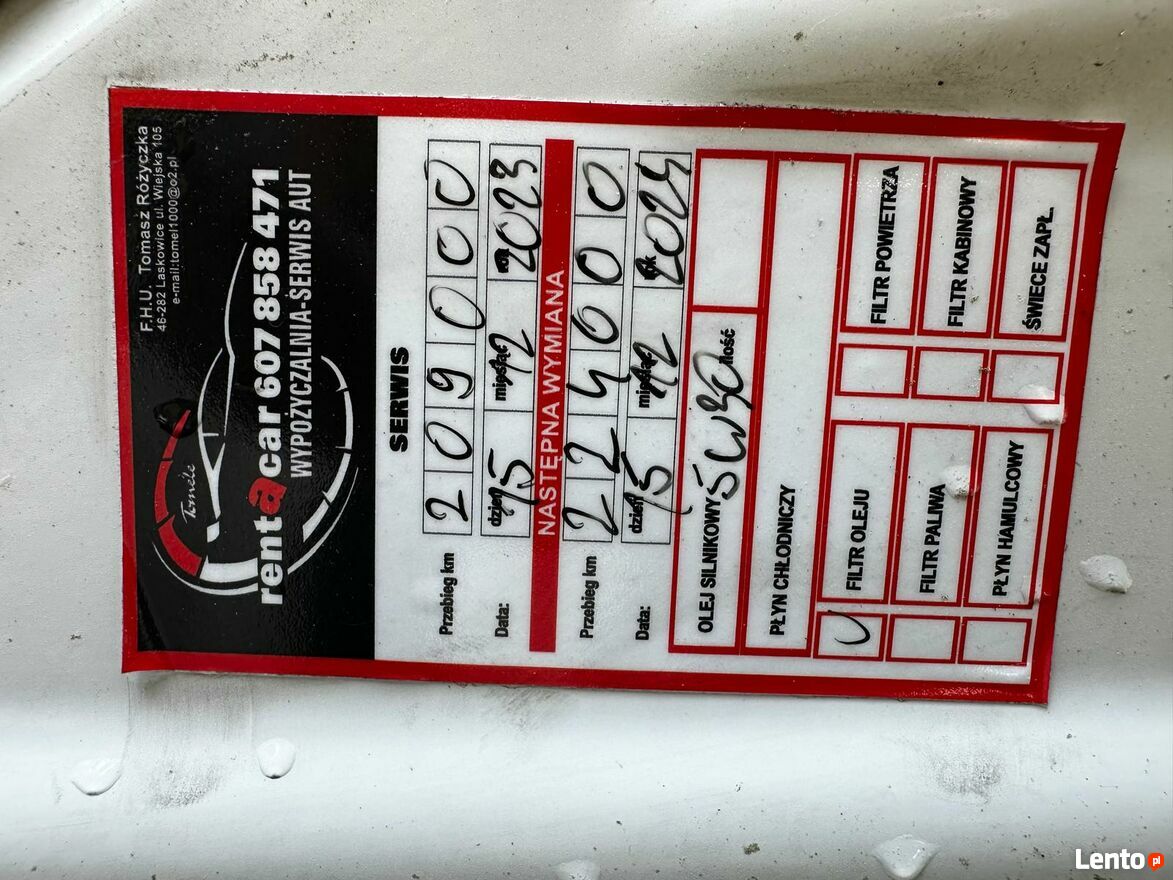 F.H.U. Tomasz Różyczka
46-282 Laskowice ul. Wiejska 105
e-mail:tomel1000@o2.pl
Tomele
rentacar 607 858 471
WYPOŻYCZALNIA-SERWIS AUT
SERWIS
Przebieg km 209000
Data: dzień 15 miesiąc 12 rok 2023
NASTĘPNA WYMIANA
Przebieg km 224000
Data: dzień 15 miesiąc 12 rok 2024
OLEJ SILNIKOWY 5W30 ilość
PŁYN CHŁODNICZY
V FILTR OLEJU FILTR POWIETRZA
FILTR PALIWA FILTR KABINOWY
PŁYN HAMULCOWY ŚWIECE ZAPŁ.
Lento.pl